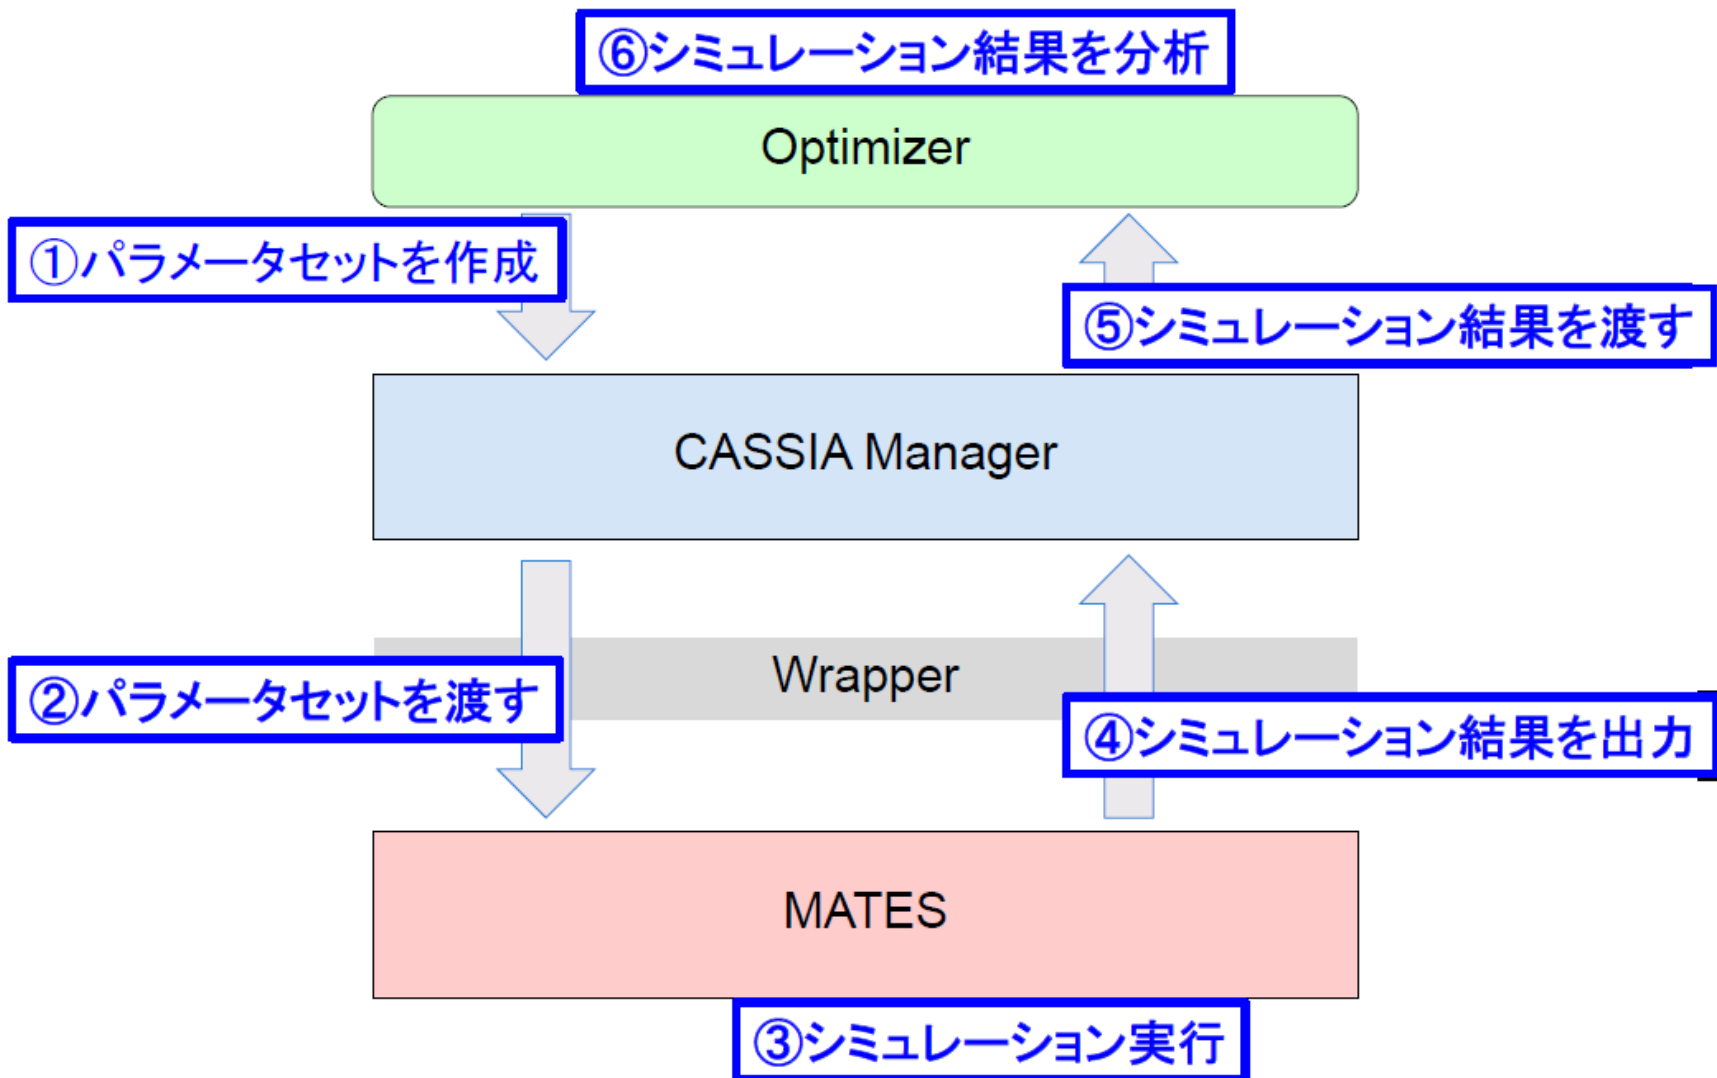 ⑥シミュレーション結果を分析
Optimizer
①パラメータセットを作成
⑤シミュレーション結果を渡す
CASSIA Manager
Wrapper
②パラメータセットを渡す
④シミュレーション結果を出力
MATES
③シミュレーション実行